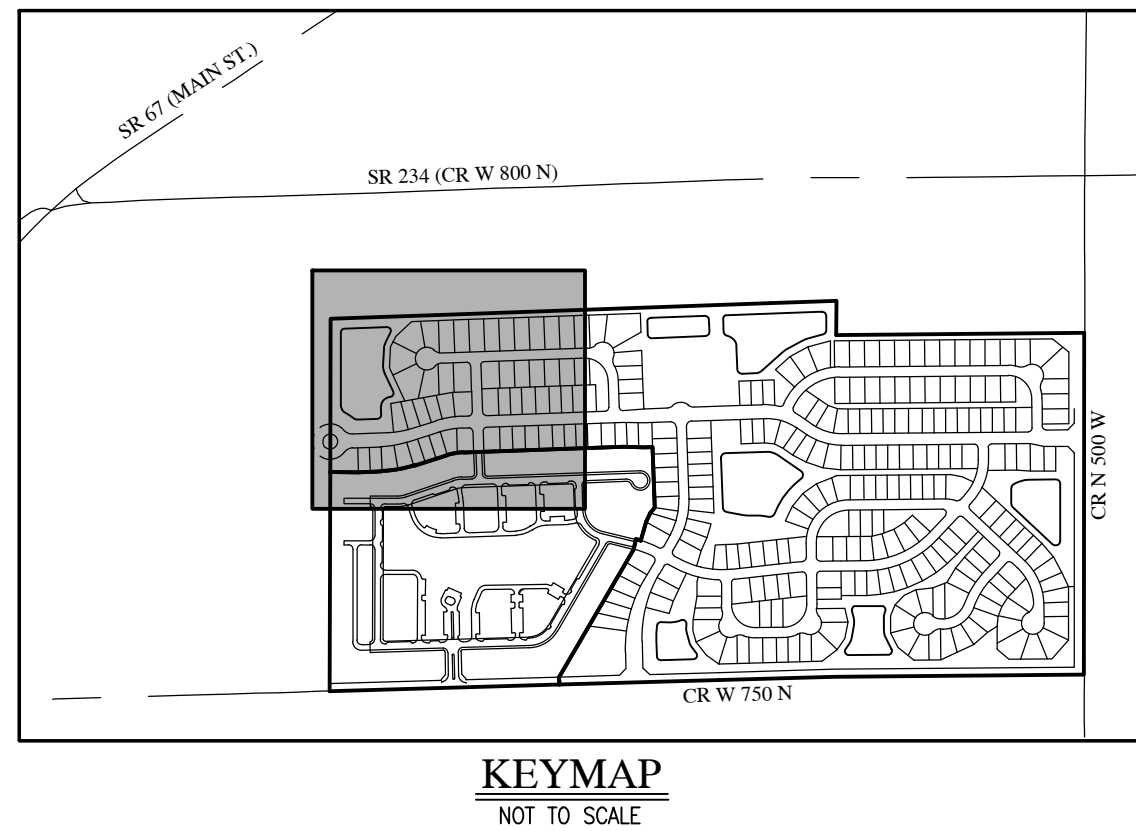 SR 67 (MAIN ST.)
SR 234 (CR W 800 N)
CR N 500 W
CR W 750 N
KEYMAP
NOT TO SCALE